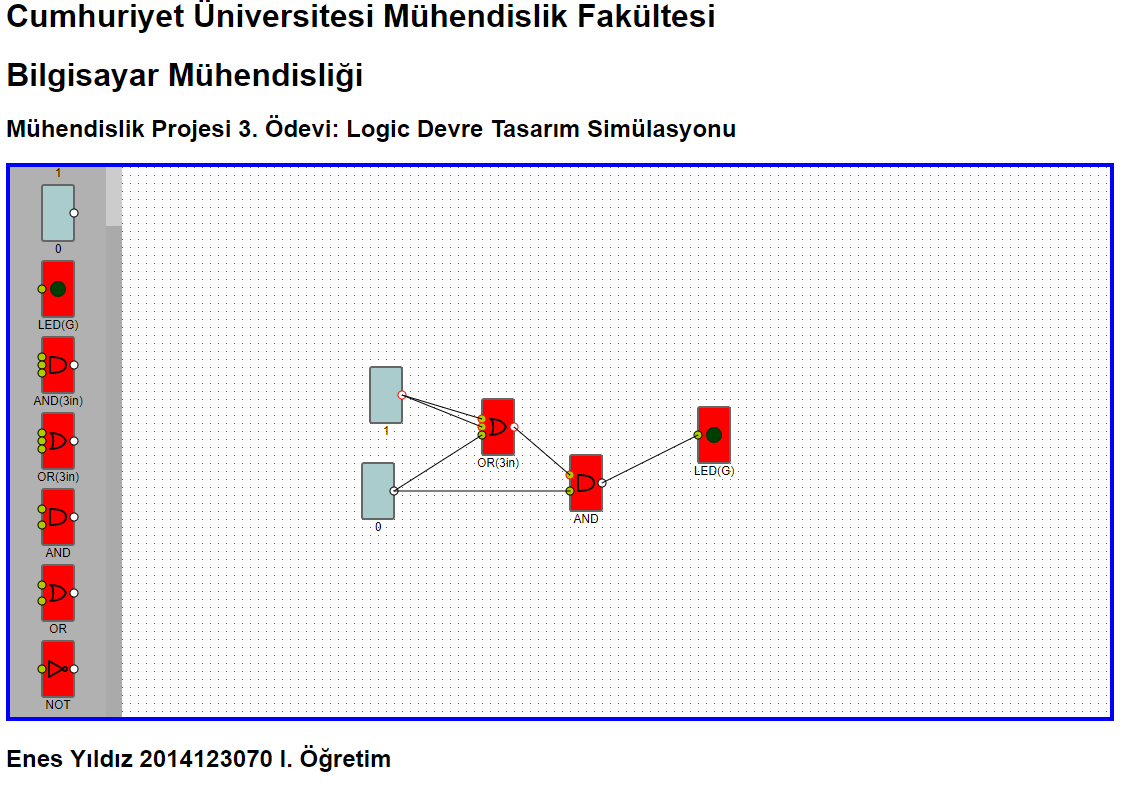 Cumhuriyet Üniversitesi Mühendislik Fakültesi
Bilgisayar Mühendisliği
Mühendislik Projesi 3. Ödevi: Logic Devre Tasarım Simülasyonu
1
0
LED(G)
AND(3in)
OR(3in)
AND
OR
NOT
1
0
OR(3in)
AND
LED(G)
Enes Yıldız 2014123070 I. Öğretim